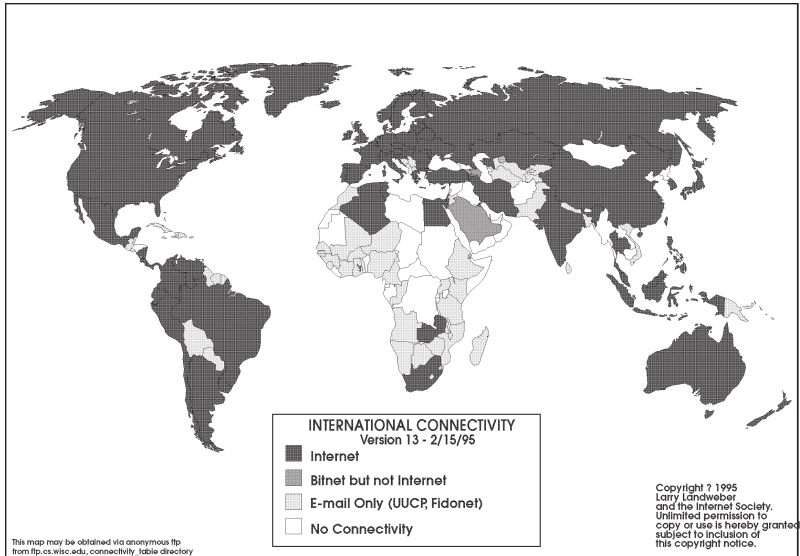 INTERNATIONAL CONNECTIVITY
Version 13 - 2/15/95
Internet
Bitnet but not Internet
E-mail Only (UUCP, Fidonet)
No Connectivity
This map may be obtained via anonymous ftp
from ftp.cs.wisc.edu, connectivity_table directory
Copyright ? 1995
Larry Landweber
and the Internet Society.
Unlimited permission to
copy or use is hereby granted
subject to inclusion of
this copyright notice.